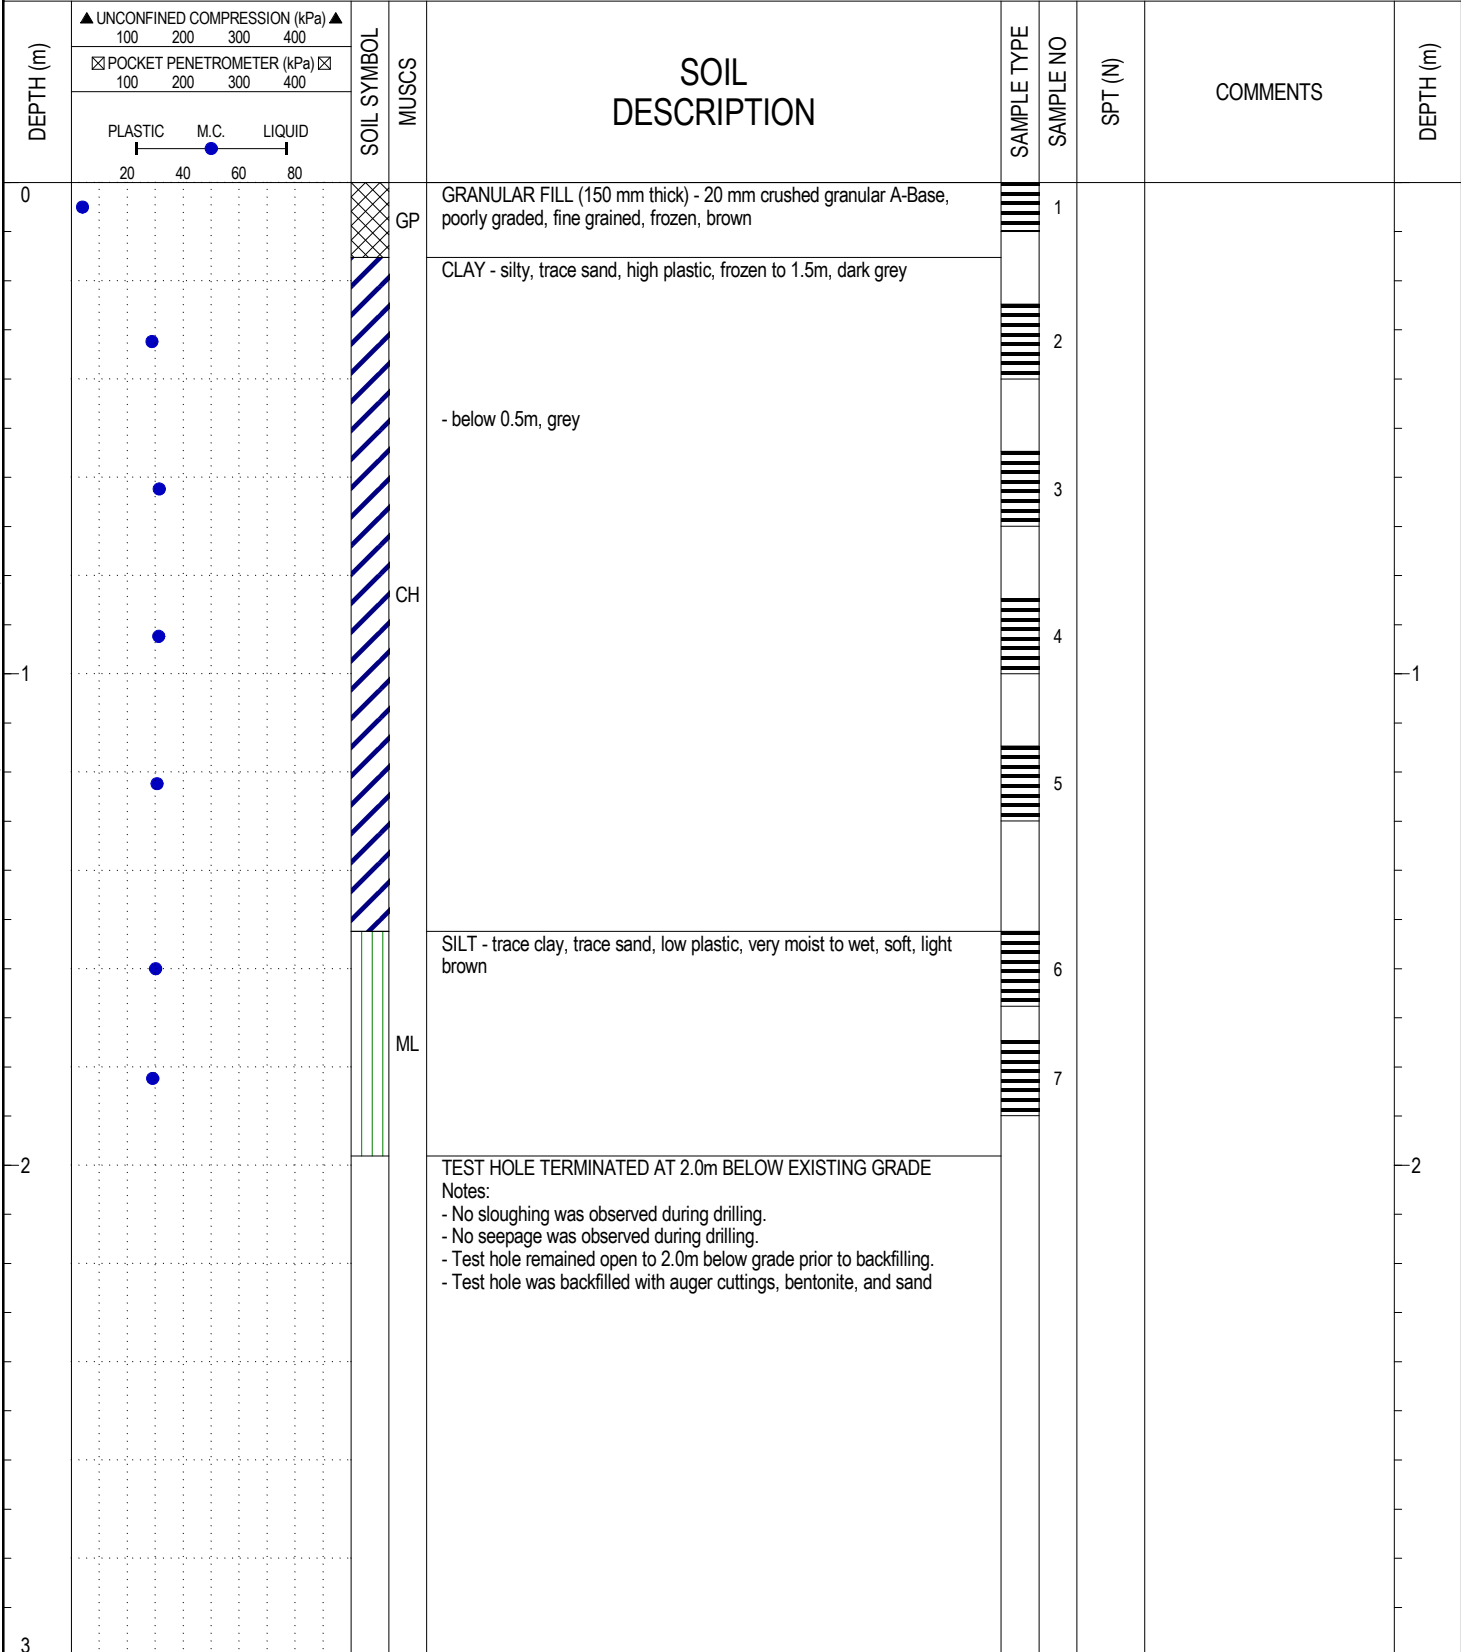 DEPTH (m)
▲ UNCONFINED COMPRESSION (kPa) ▲
100 200 300 400
☒ POCKET PENETROMETER (kPa) ☒
100 200 300 400
PLASTIC M.C. LIQUID
20 40 60 80
SOIL SYMBOL
MUSCS
SOIL
DESCRIPTION
SAMPLE TYPE
SAMPLE NO
SPT (N)
COMMENTS
DEPTH (m)
0
GP
GRANULAR FILL (150 mm thick) - 20 mm crushed granular A-Base,
poorly graded, fine grained, frozen, brown
1
CLAY - silty, trace sand, high plastic, frozen to 1.5m, dark grey
2
- below 0.5m, grey
3
CH
4
1
1
5
SILT - trace clay, trace sand, low plastic, very moist to wet, soft, light
brown
6
ML
7
2
2
TEST HOLE TERMINATED AT 2.0m BELOW EXISTING GRADE
Notes:
- No sloughing was observed during drilling.
- No seepage was observed during drilling.
- Test hole remained open to 2.0m below grade prior to backfilling.
- Test hole was backfilled with auger cuttings, bentonite, and sand
3